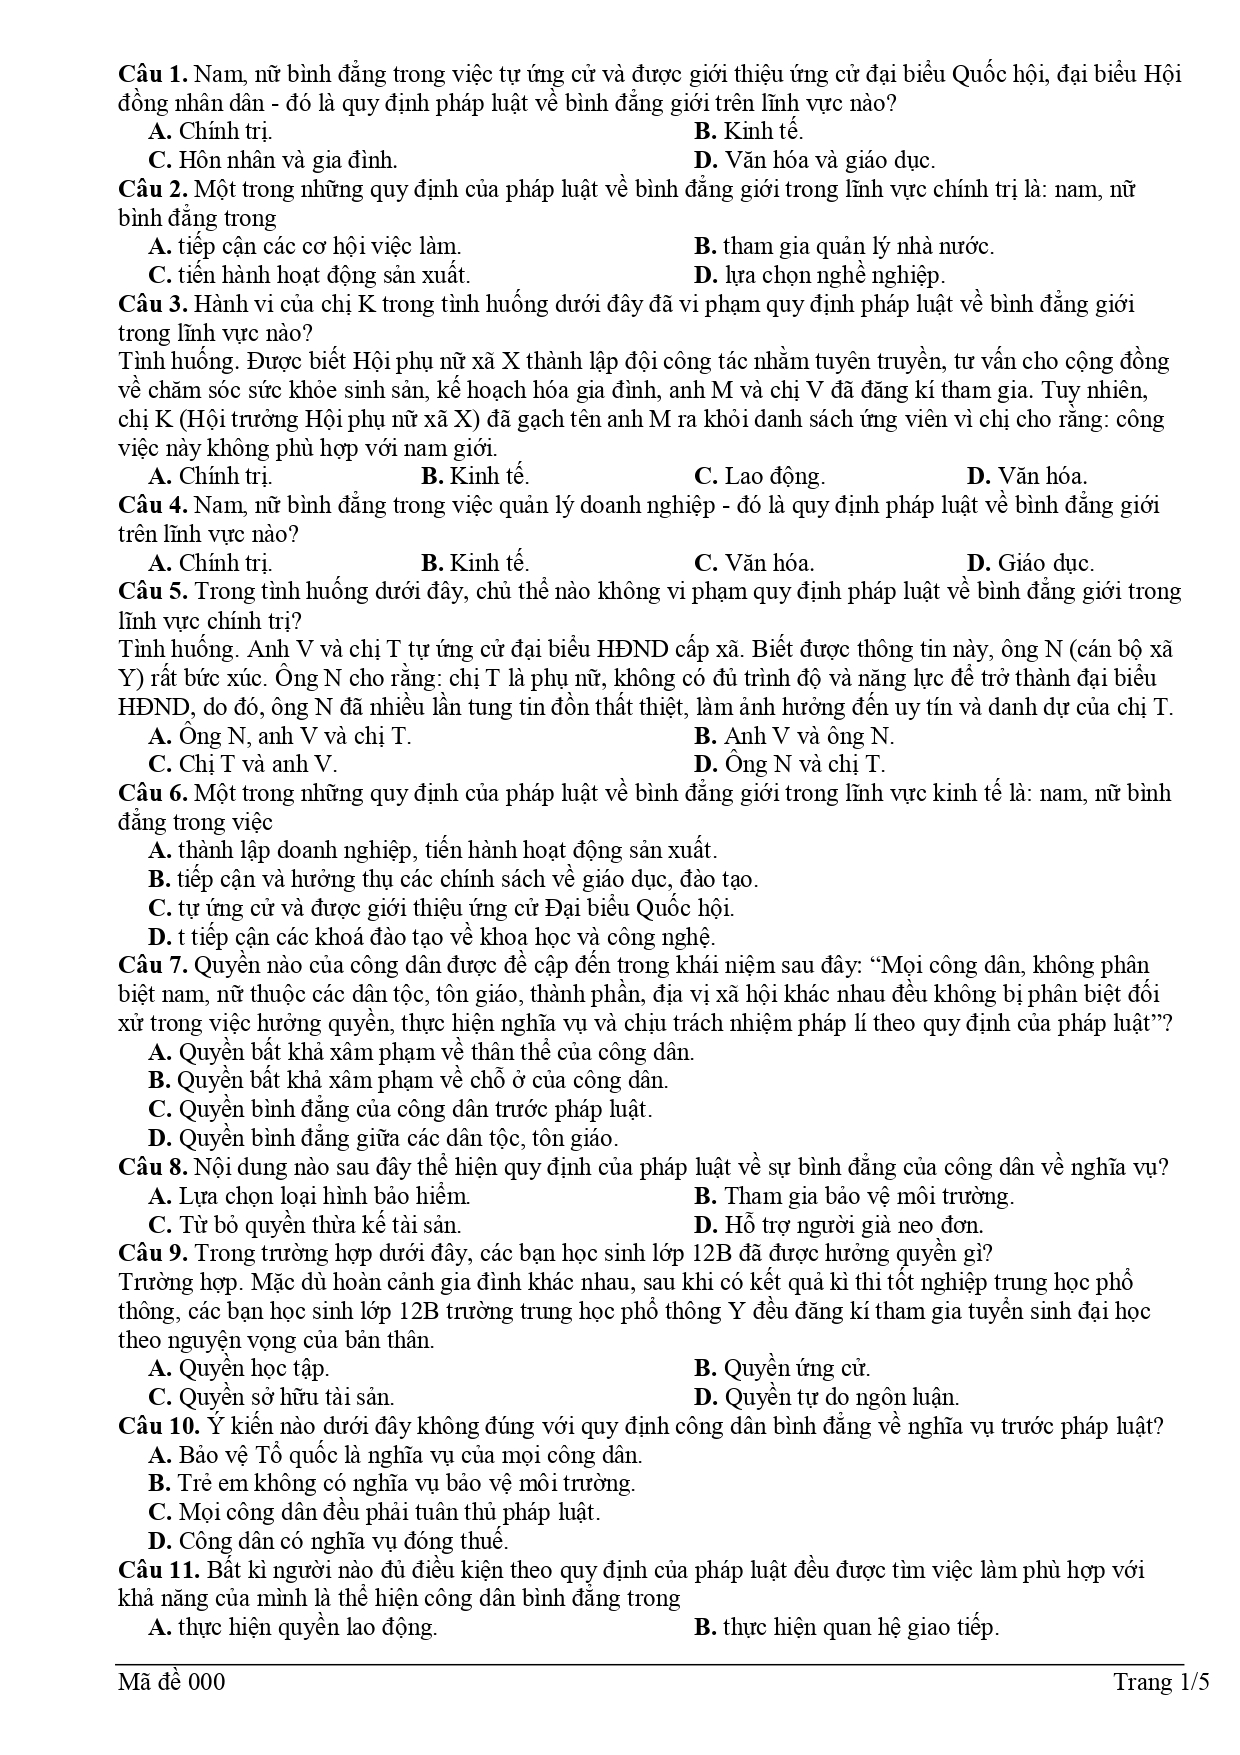 Câu 1. Nam, nữ bình đẳng trong việc tự ứng cử và được giới thiệu ứng cử đại biểu Quốc hội, đại biểu Hội
đồng nhân dân - đó là quy định pháp luật về bình đẳng giới trên lĩnh vực nào?
A. Chính trị. B. Kinh tế.
C. Hôn nhân và gia đình. D. Văn hóa và giáo dục.
Câu 2. Một trong những quy định của pháp luật về bình đẳng giới trong lĩnh vực chính trị là: nam, nữ
bình đẳng trong
A. tiếp cận các cơ hội việc làm. B. tham gia quản lý nhà nước.
C. tiến hành hoạt động sản xuất. D. lựa chọn nghề nghiệp.
Câu 3. Hành vi của chị K trong tình huống dưới đây đã vi phạm quy định pháp luật về bình đẳng giới
trong lĩnh vực nào?
Tình huống. Được biết Hội phụ nữ xã X thành lập đội công tác nhằm tuyên truyền, tư vấn cho cộng đồng
về chăm sóc sức khỏe sinh sản, kế hoạch hóa gia đình, anh M và chị V đã đăng kí tham gia. Tuy nhiên,
chị K (Hội trưởng Hội phụ nữ xã X) đã gạch tên anh M ra khỏi danh sách ứng viên vì chị cho rằng: công
việc này không phù hợp với nam giới.
A. Chính trị. B. Kinh tế. C. Lao động. D. Văn hóa.
Câu 4. Nam, nữ bình đẳng trong việc quản lý doanh nghiệp - đó là quy định pháp luật về bình đẳng giới
trên lĩnh vực nào?
A. Chính trị. B. Kinh tế. C. Văn hóa. D. Giáo dục.
Câu 5. Trong tình huống dưới đây, chủ thể nào không vi phạm quy định pháp luật về bình đẳng giới trong
lĩnh vực chính trị?
Tình huống. Anh V và chị T tự ứng cử đại biểu HĐND cấp xã. Biết được thông tin này, ông N (cán bộ xã
Y) rất bức xúc. Ông N cho rằng: chị T là phụ nữ, không có đủ trình độ và năng lực để trở thành đại biểu
HĐND, do đó, ông N đã nhiều lần tung tin đồn thất thiệt, làm ảnh hưởng đến uy tín và danh dự của chị T.
A. Ông N, anh V và chị T. B. Anh V và ông N.
C. Chị T và anh V. D. Ông N và chị T.
Câu 6. Một trong những quy định của pháp luật về bình đẳng giới trong lĩnh vực kinh tế là: nam, nữ bình
đẳng trong việc
A. thành lập doanh nghiệp, tiến hành hoạt động sản xuất.
B. tiếp cận và hưởng thụ các chính sách về giáo dục, đào tạo.
C. tự ứng cử và được giới thiệu ứng cử Đại biểu Quốc hội.
D. t tiếp cận các khoá đào tạo về khoa học và công nghệ.
Câu 7. Quyền nào của công dân được đề cập đến trong khái niệm sau đây: “Mọi công dân, không phân
biệt nam, nữ thuộc các dân tộc, tôn giáo, thành phần, địa vị xã hội khác nhau đều không bị phân biệt đối
xử trong việc hưởng quyền, thực hiện nghĩa vụ và chịu trách nhiệm pháp lí theo quy định của pháp luật”?
A. Quyền bất khả xâm phạm về thân thể của công dân.
B. Quyền bất khả xâm phạm về chỗ ở của công dân.
C. Quyền bình đẳng của công dân trước pháp luật.
D. Quyền bình đẳng giữa các dân tộc, tôn giáo.
Câu 8. Nội dung nào sau đây thể hiện quy định của pháp luật về sự bình đẳng của công dân về nghĩa vụ?
A. Lựa chọn loại hình bảo hiểm. B. Tham gia bảo vệ môi trường.
C. Từ bỏ quyền thừa kế tài sản. D. Hỗ trợ người già neo đơn.
Câu 9. Trong trường hợp dưới đây, các bạn học sinh lớp 12B đã được hưởng quyền gì?
Trường hợp. Mặc dù hoàn cảnh gia đình khác nhau, sau khi có kết quả kì thi tốt nghiệp trung học phổ
thông, các bạn học sinh lớp 12B trường trung học phổ thông Y đều đăng kí tham gia tuyển sinh đại học
theo nguyện vọng của bản thân.
A. Quyền học tập. B. Quyền ứng cử.
C. Quyền sở hữu tài sản. D. Quyền tự do ngôn luận.
Câu 10. Ý kiến nào dưới đây không đúng với quy định công dân bình đẳng về nghĩa vụ trước pháp luật?
A. Bảo vệ Tổ quốc là nghĩa vụ của mọi công dân.
B. Trẻ em không có nghĩa vụ bảo vệ môi trường.
C. Mọi công dân đều phải tuân thủ pháp luật.
D. Công dân có nghĩa vụ đóng thuế.
Câu 11. Bất kì người nào đủ điều kiện theo quy định của pháp luật đều được tìm việc làm phù hợp với
khả năng của mình là thể hiện công dân bình đẳng trong
A. thực hiện quyền lao động. B. thực hiện quan hệ giao tiếp.
Mã đề 000 Trang 1/5